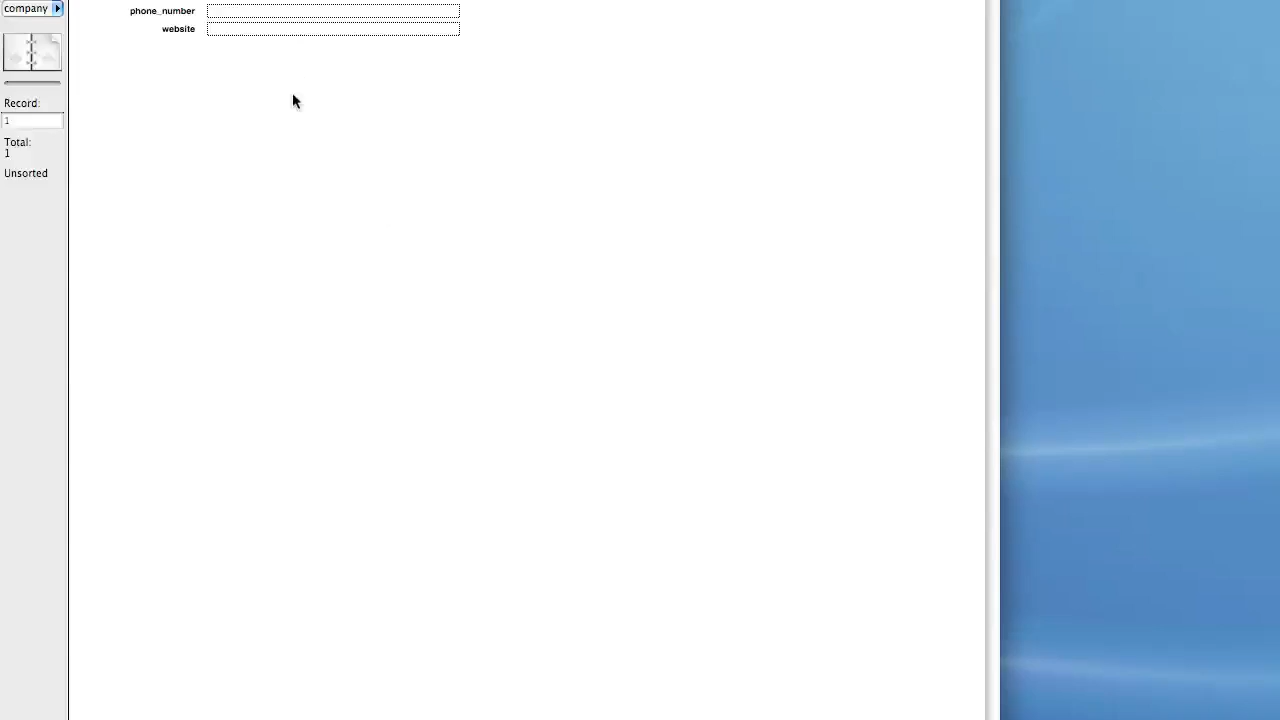 company
phone_number
website
Record:
1
Total:
1
Unsorted